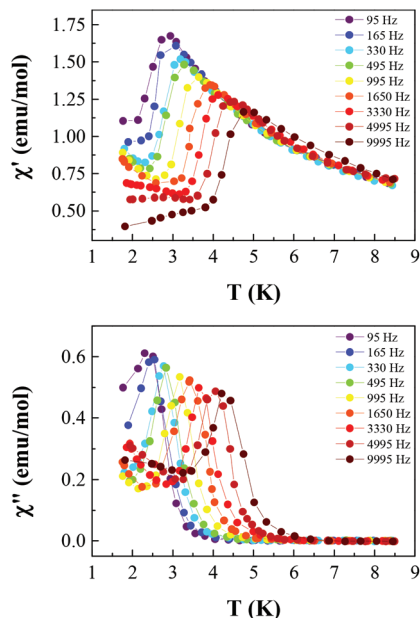 χ' (emu/mol)
1.75
1.50
1.25
1.00
0.75
0.50
95 Hz
165 Hz
330 Hz
495 Hz
995 Hz
1650 Hz
3330 Hz
4995 Hz
9995 Hz
1 2 3 4 5 6 7 8 9
T (K)
χ" (emu/mol)
0.6
0.4
0.2
0.0
95 Hz
165 Hz
330 Hz
495 Hz
995 Hz
1650 Hz
3330 Hz
4995 Hz
9995 Hz
1 2 3 4 5 6 7 8 9
T (K)